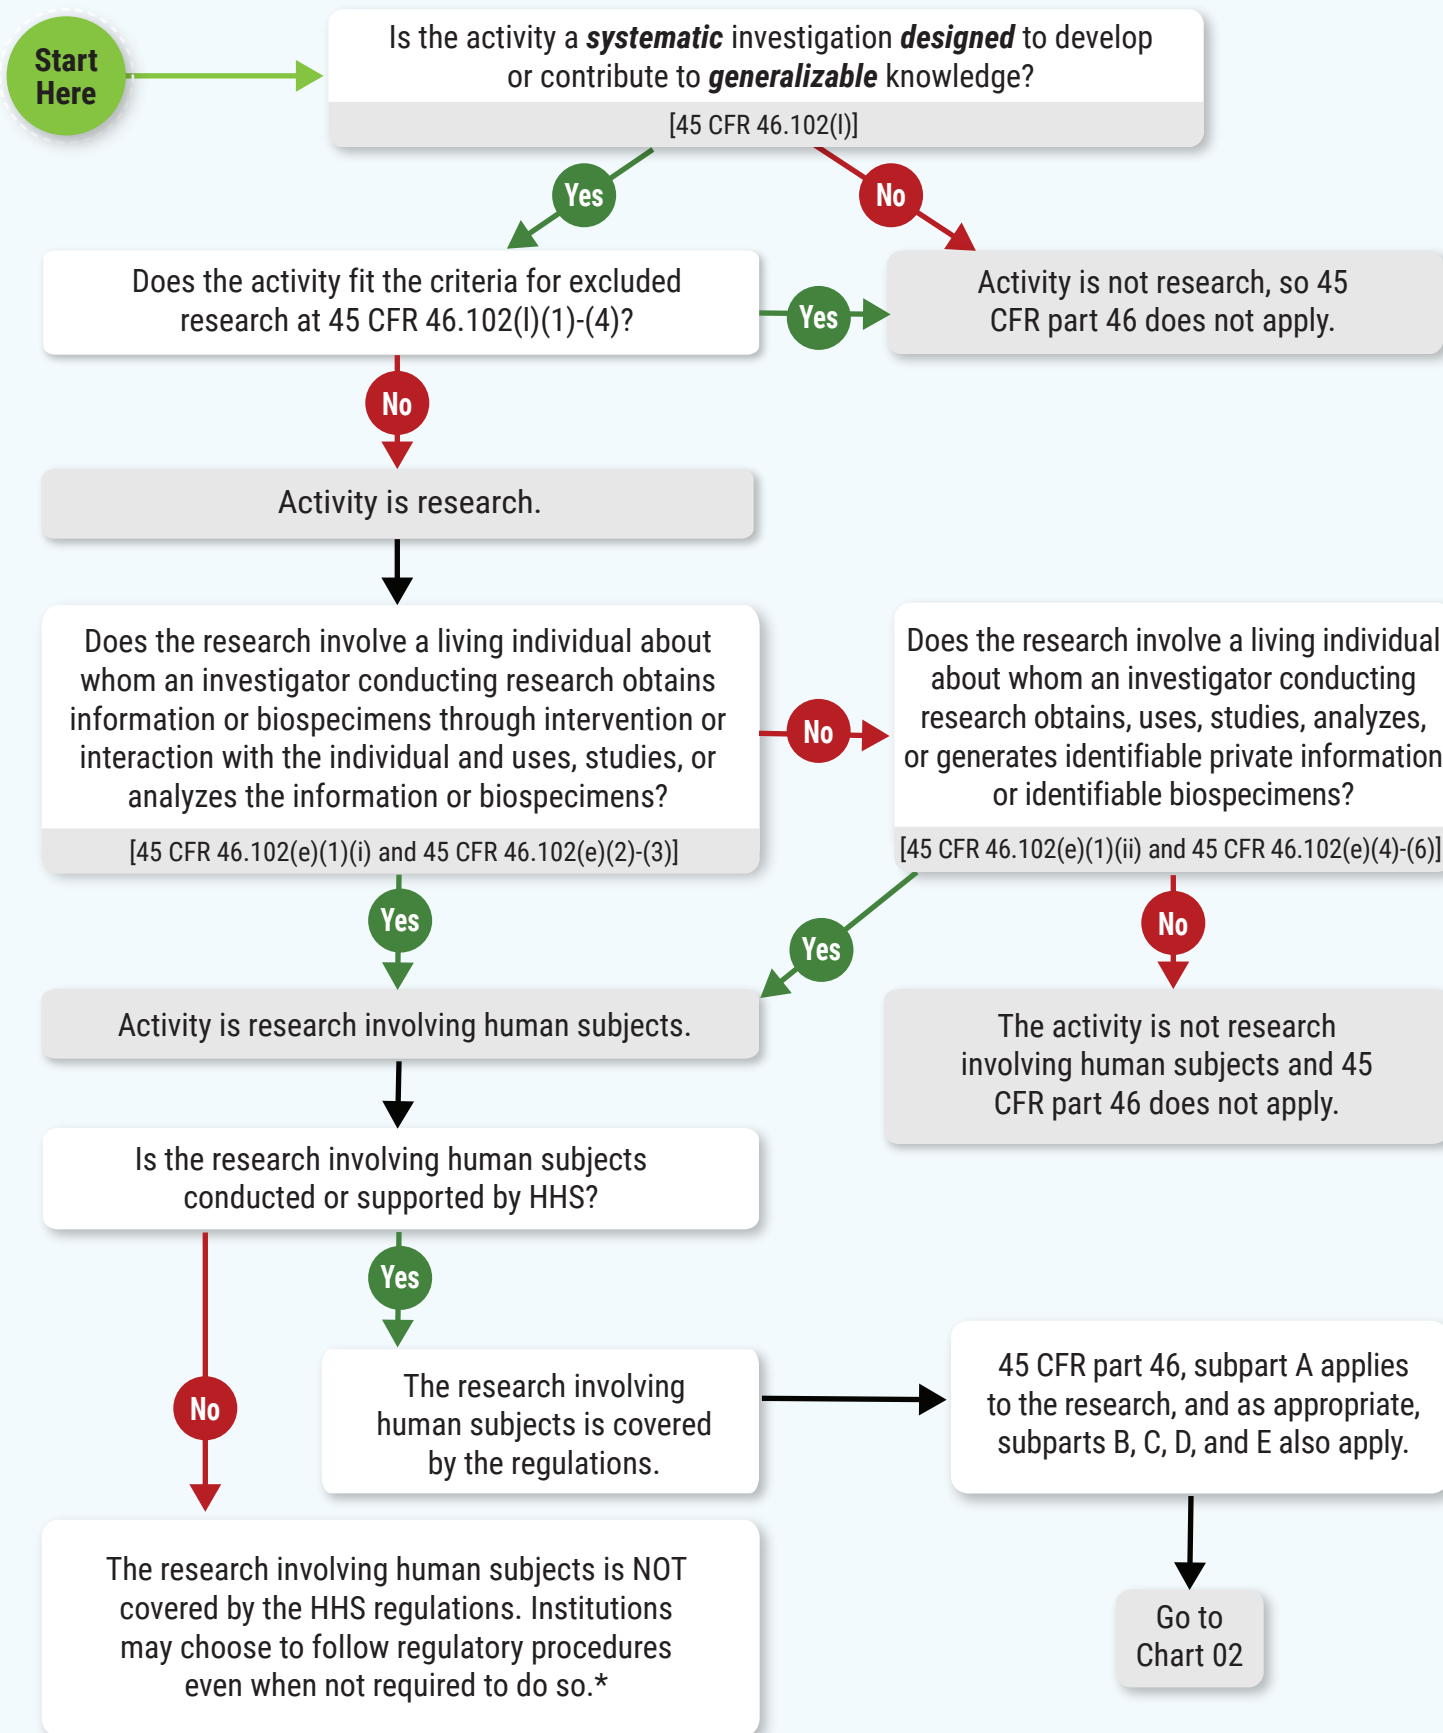 Start
Here
Is the activity a systematic investigation designed to develop
or contribute to generalizable knowledge?
[45 CFR 46.102(l)]
Yes
No
Does the activity fit the criteria for excluded
research at 45 CFR 46.102(l)(1)-(4)?
Yes
Activity is not research, so 45
CFR part 46 does not apply.
No
Activity is research.
Does the research involve a living individual about
whom an investigator conducting research obtains
information or biospecimens through intervention or
interaction with the individual and uses, studies, or
analyzes the information or biospecimens?
[45 CFR 46.102(e)(1)(i) and 45 CFR 46.102(e)(2)-(3)]
No
Does the research involve a living individual
about whom an investigator conducting
research obtains, uses, studies, analyzes,
or generates identifiable private information
or identifiable biospecimens?
[45 CFR 46.102(e)(1)(ii) and 45 CFR 46.102(e)(4)-(6)]
Yes
Yes
No
Activity is research involving human subjects.
The activity is not research
involving human subjects and 45
CFR part 46 does not apply.
Is the research involving human subjects
conducted or supported by HHS?
Yes
No
The research involving
human subjects is covered
by the regulations.
45 CFR part 46, subpart A applies
to the research, and as appropriate,
subparts B, C, D, and E also apply.
The research involving human subjects is NOT
covered by the HHS regulations. Institutions
may choose to follow regulatory procedures
even when not required to do so.*
Go to
Chart 02